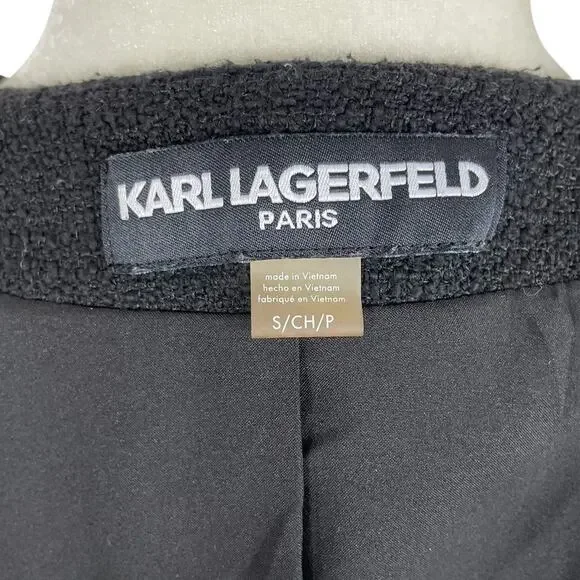 KARL LAGERFELD
PARIS
made in Vietnam
hecho en Vietnam
fabriqué en Vietnam
S/CH/P